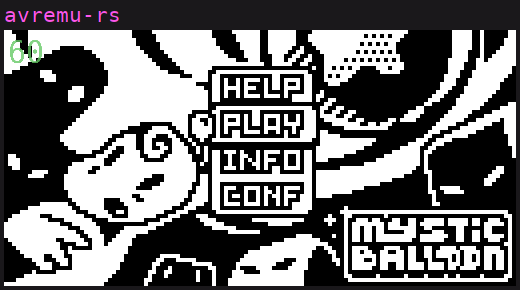 avremu-rs
60
HELP
PLAY
INFO
CONF
MYSTIC
BALLOON